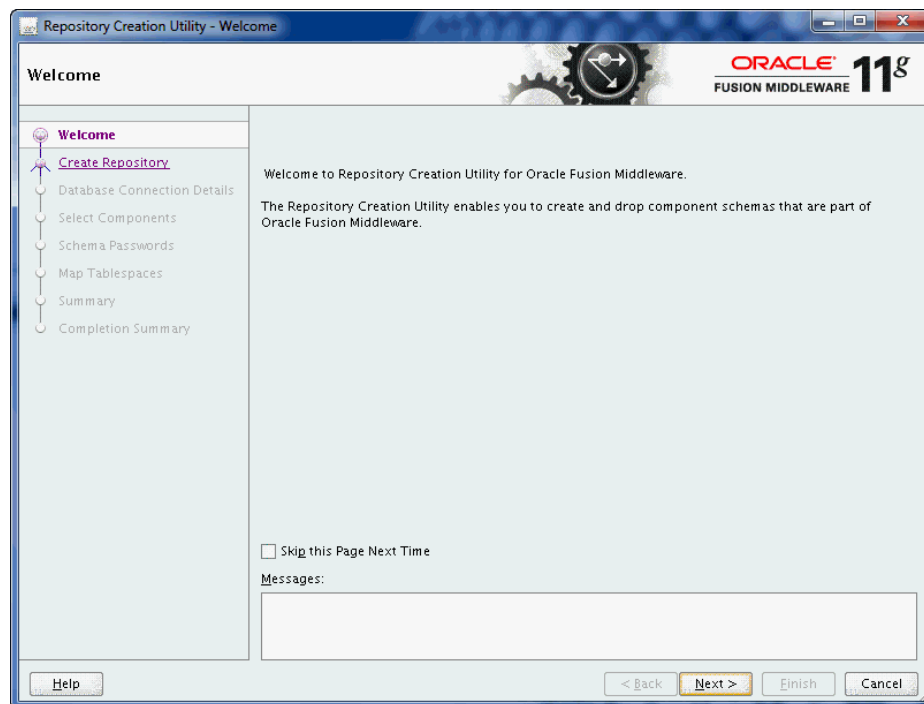 Repository Creation Utility - Welcome
Welcome
ORACLE
FUSION MIDDLEWARE 11g
Welcome
Create Repository
Database Connection Details
Select Components
Schema Passwords
Map Tablespaces
Summary
Completion Summary
Welcome to Repository Creation Utility for Oracle Fusion Middleware.
The Repository Creation Utility enables you to create and drop component schemas that are part of
Oracle Fusion Middleware.
Skip this Page Next Time
Messages:
Help
< Back
Next >
Finish
Cancel